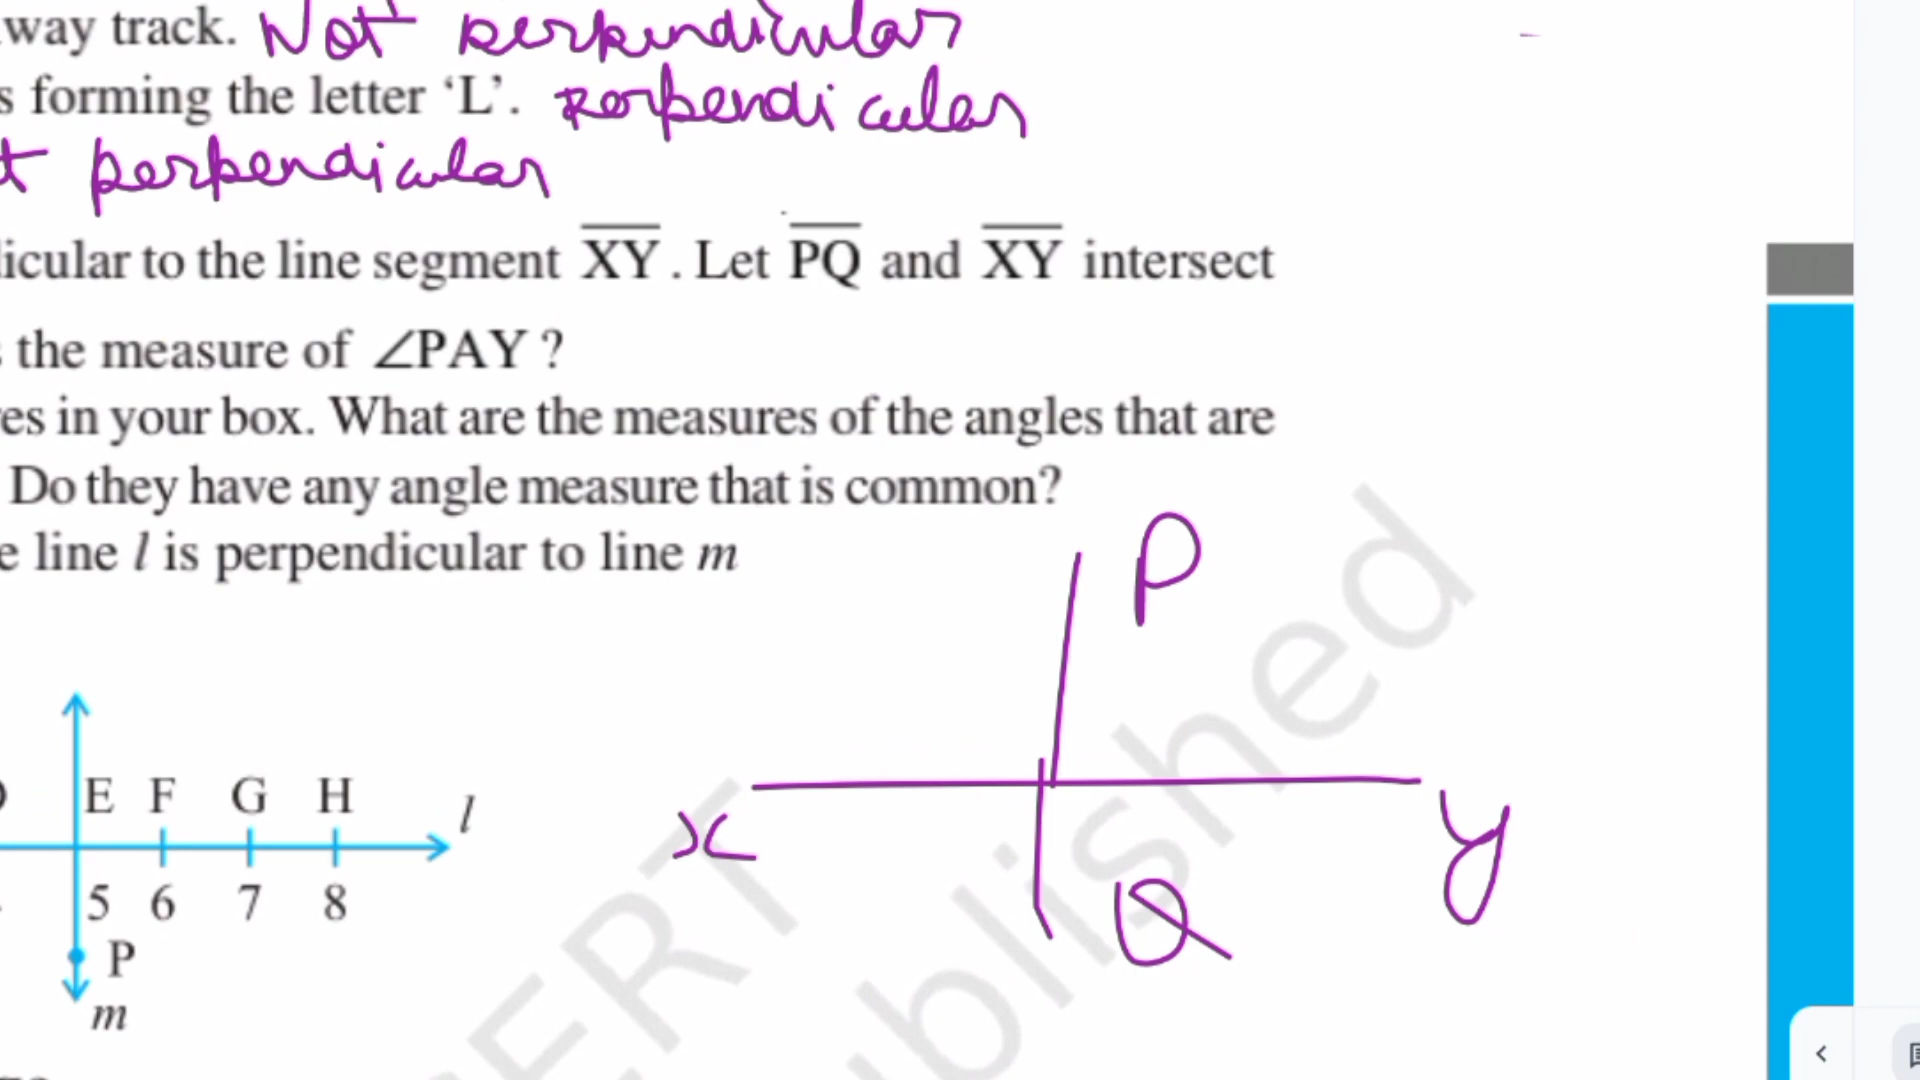 way track. Not perpendicular
s forming the letter ‘L’. perpendicular
t perpendicular
icular to the line segment XY . Let PQ and XY intersect
the measure of ∠PAY ?
es in your box. What are the measures of the angles that are
Do they have any angle measure that is common?
e line l is perpendicular to line m
P
E F G H l
x y
5 6 7 8
Q
P
m
ERT
ublished